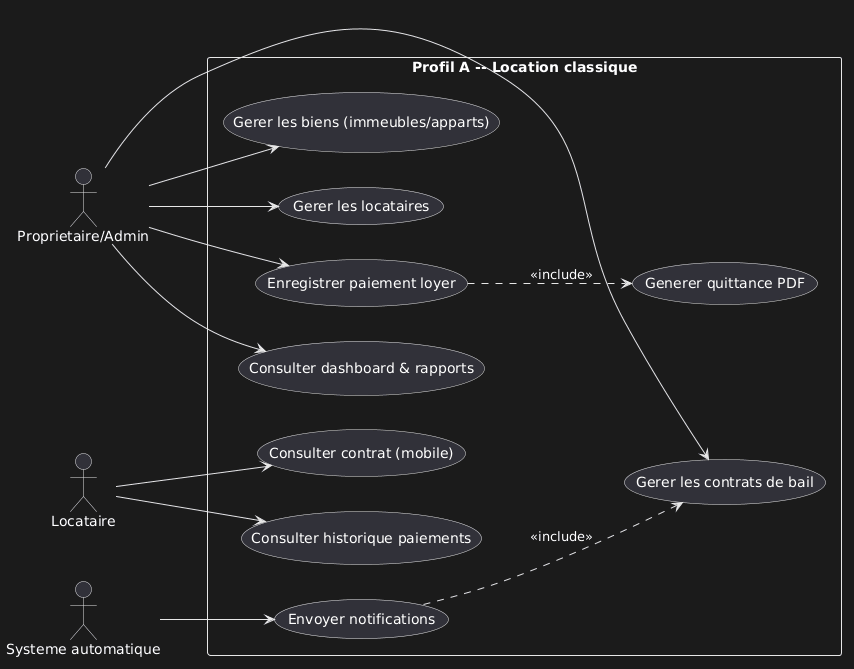 Profil A -- Location classique
Gerer les biens (immeubles/apparts)
Gerer les locataires
Proprietaire/Admin
Enregistrer paiement loyer
«include»
Generer quittance PDF
Consulter dashboard & rapports
Consulter contrat (mobile)
Gerer les contrats de bail
Locataire
Consulter historique paiements
«include»
Envoyer notifications
Systeme automatique